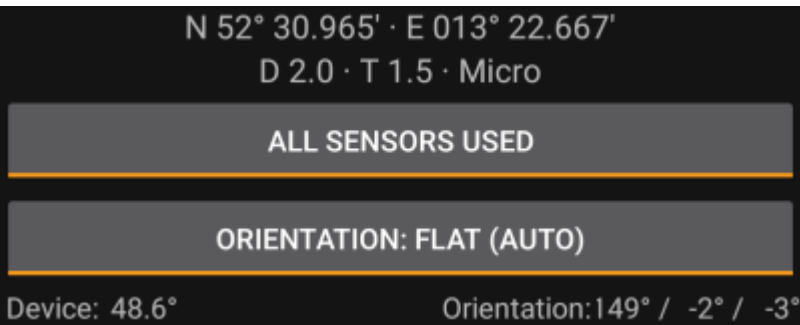 N 52° 30.965' · E 013° 22.667'
D 2.0 · T 1.5 · Micro
ALL SENSORS USED
ORIENTATION: FLAT (AUTO)
Device: 48.6° Orientation:149° / -2° / -3°